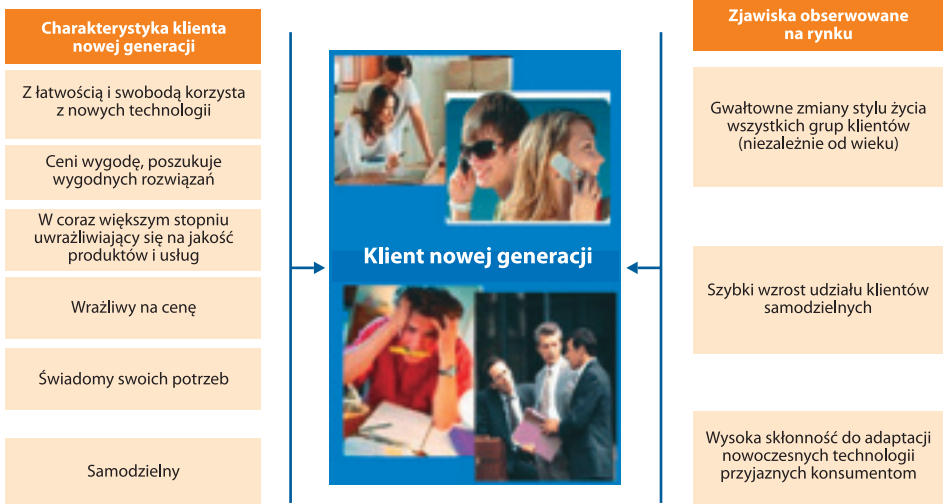 Charakterystyka klienta
nowej generacji
Z łatwością i swobodą korzysta
z nowych technologii
Ceni wygodę, poszukuje
wygodnych rozwiązań
W coraz większym stopniu
uwrażliwiający się na jakość
produktów i usług
Wrażliwy na cenę
Świadomy swoich potrzeb
Samodzielny
Klient nowej generacji
Zjawiska obserwowane
na rynku
Gwałtowne zmiany stylu życia
wszystkich grup klientów
(niezależnie od wieku)
Szybki wzrost udziału klientów
samodzielnych
Wysoka skłonność do adaptacji
nowoczesnych technologii
przyjaznych konsumentom